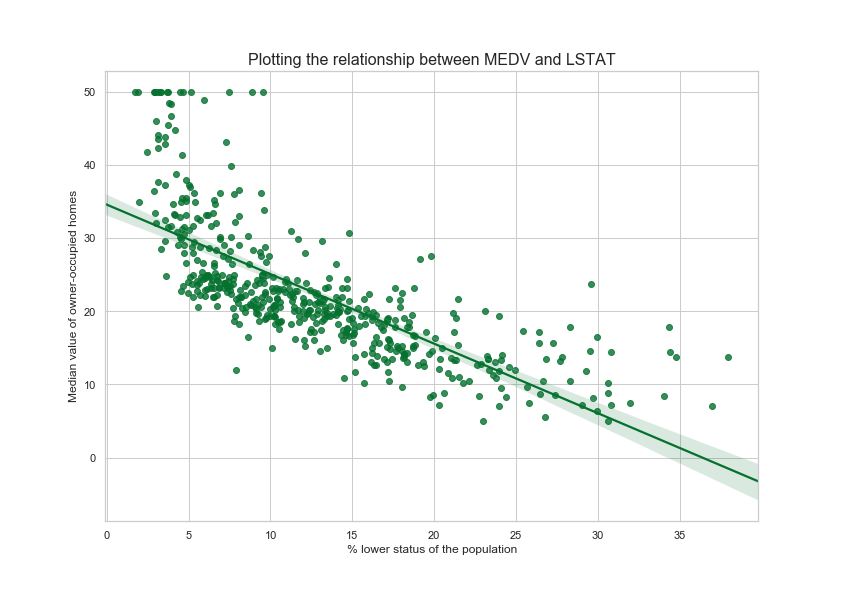 Plotting the relationship between MEDV and LSTAT
Median value of owner-occupied homes
50
40
30
20
10
0
0 5 10 15 20 25 30 35
% lower status of the population